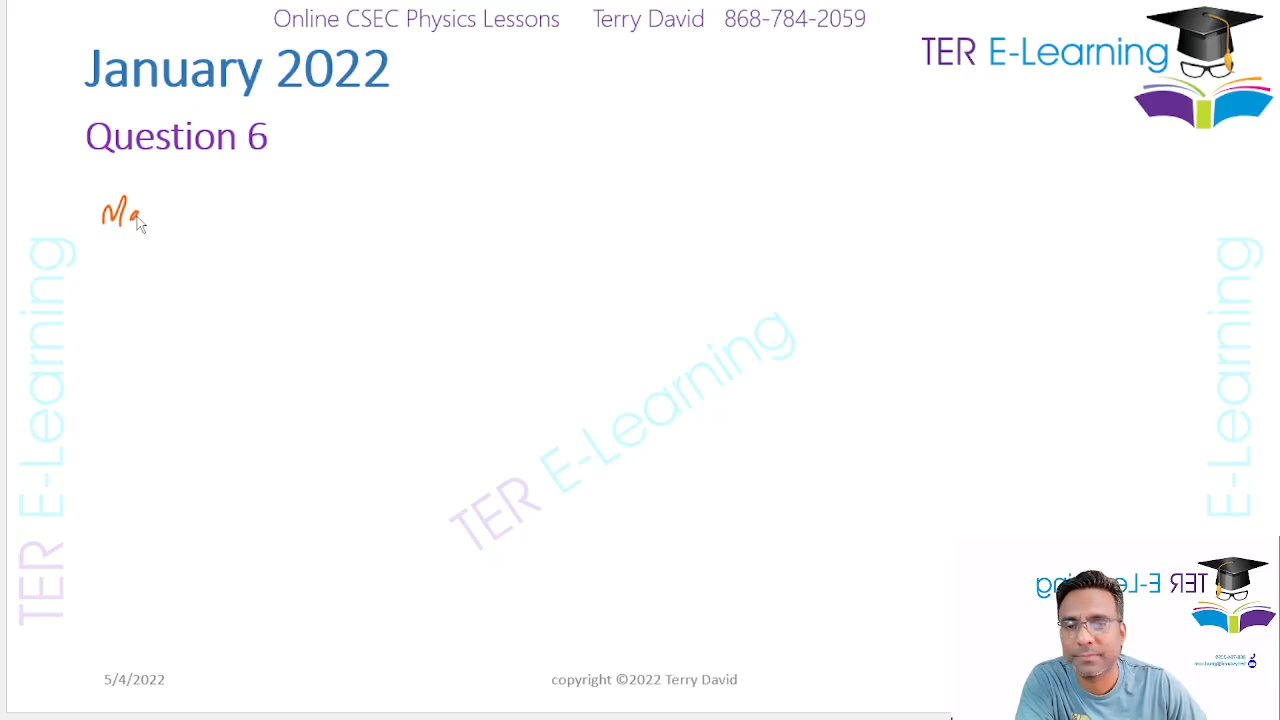 Online CSEC Physics Lessons Terry David 868-784-2059
TER E-Learning
January 2022
Question 6
Ma
TER E-Learning
TER E-Learning
E-Learning
TER E-Learning
5/4/2022
copyright ©2022 Terry David